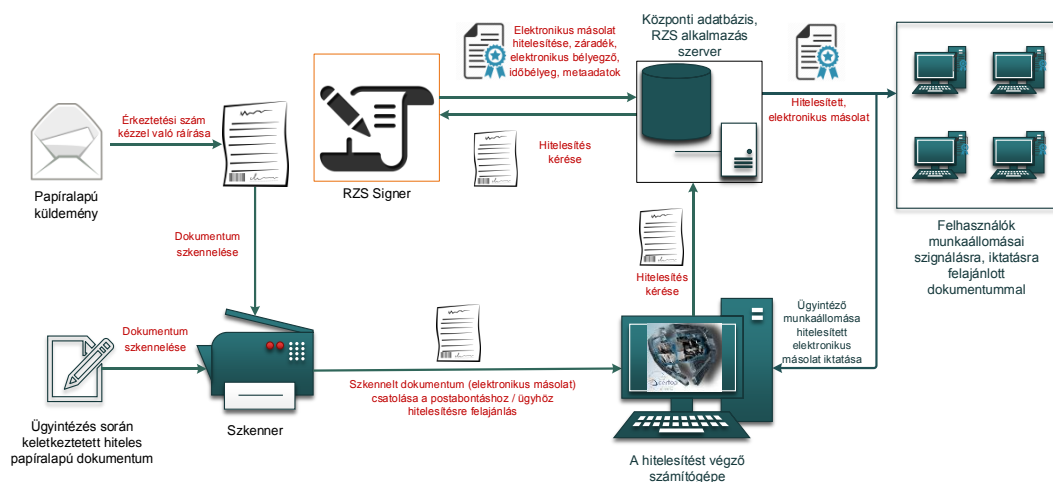 Elektronikus másolat
hitelesítése, záradék,
elektronikus bélyegző,
időbélyeg, metaadatok
Központi adatbázis,
RZS alkalmazás
szerver
Érkeztetési szám
kézzel való ráírása
Hitelesítés
kérése
Hitelesített,
elektronikus másolat
Papíralapú
küldemény
RZS Signer
Dokumentum
szkennelése
Hitelesítés
kérése
Felhasználók
munkaállomásai
szignálásra, iktatásra
felajánlott
dokumentummal
Dokumentum
szkennelése
Ügyintéző
munkaállomása
hitelesített
elektronikus
másolat iktatása
Szkennelt dokumentum (elektronikus másolat)
csatolása a postabontáshoz / ügyhöz
hitelesítésre felajánlás
Ügyintézés során
keletkeztetett hiteles
papíralapú dokumentum
Szkenner
A hitelesítést végző
számítógépe